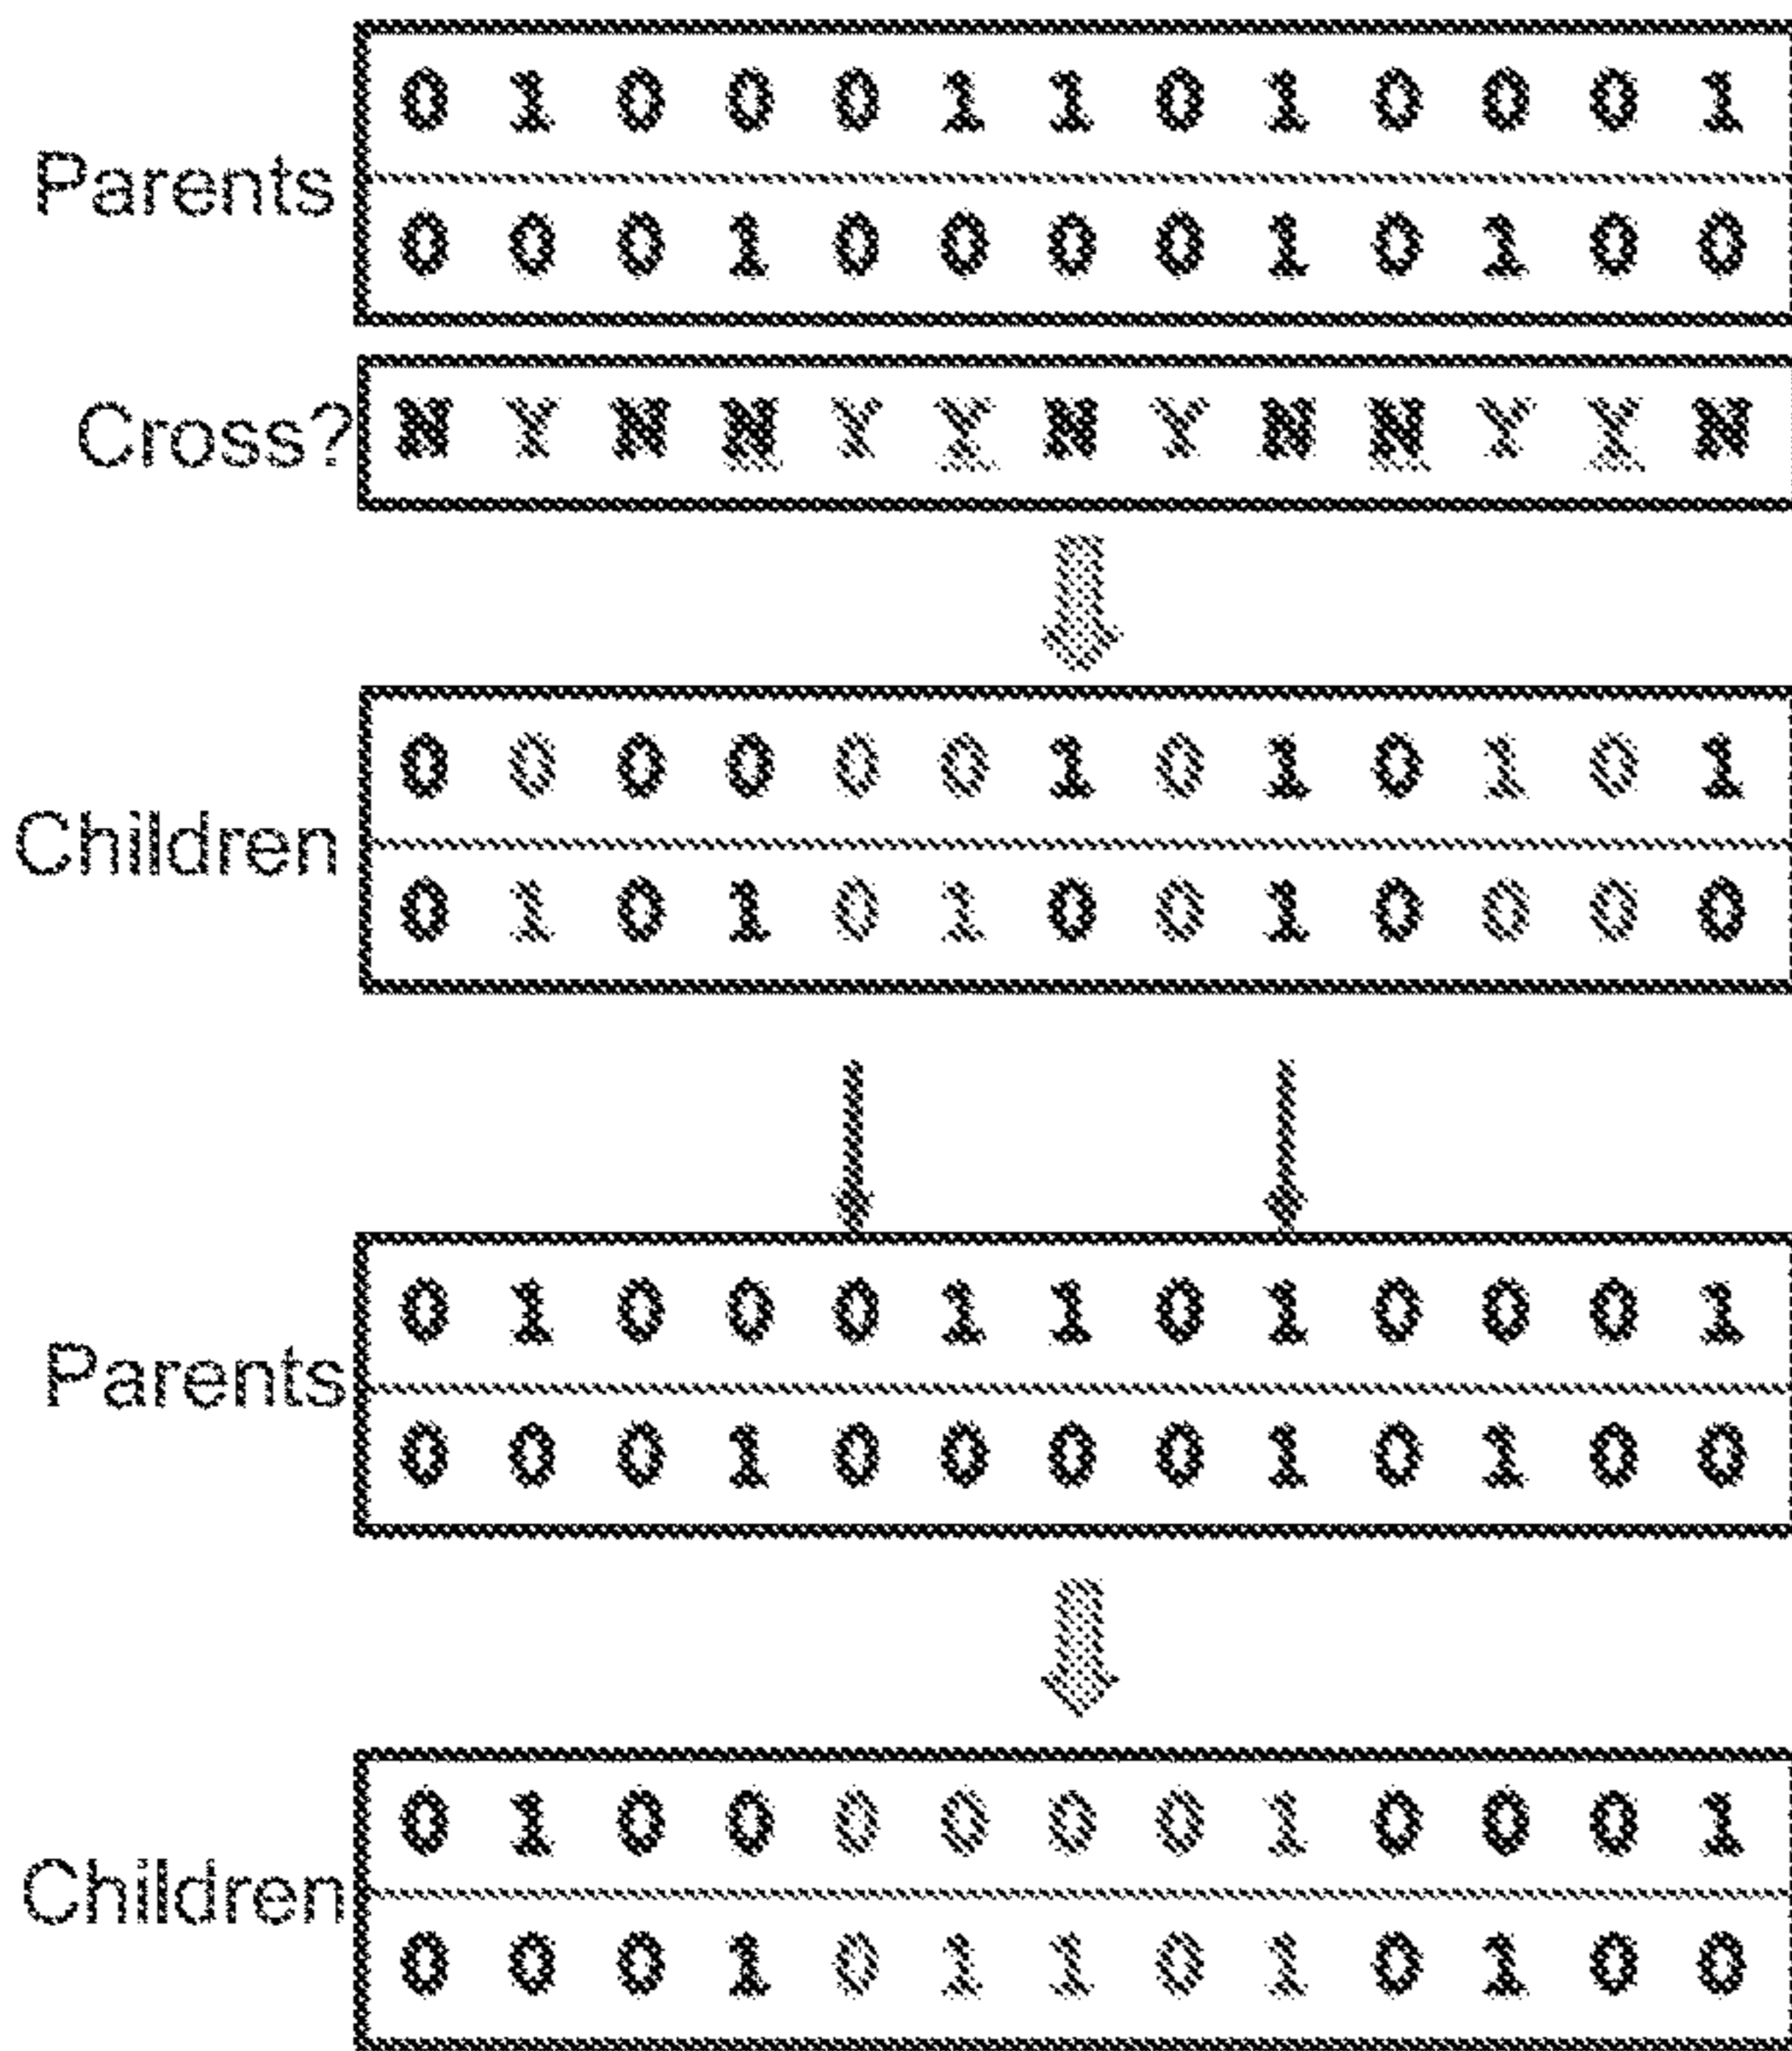 0 1 0 0 0 1 1 0 1 0 0 0 1
Parents
0 0 0 1 0 0 0 0 1 0 1 0 0
Cross? N Y N N Y Y N Y N N Y Y N
0 0 0 0 0 0 1 0 1 0 1 0 1
Children
0 1 0 1 0 1 0 0 1 0 0 0 0
0 1 0 0 0 1 1 0 1 0 0 0 1
Parents
0 0 0 1 0 0 0 0 1 0 1 0 0
0 1 0 0 0 0 0 0 1 0 0 0 1
Children
0 0 0 1 0 1 1 0 1 0 1 0 0